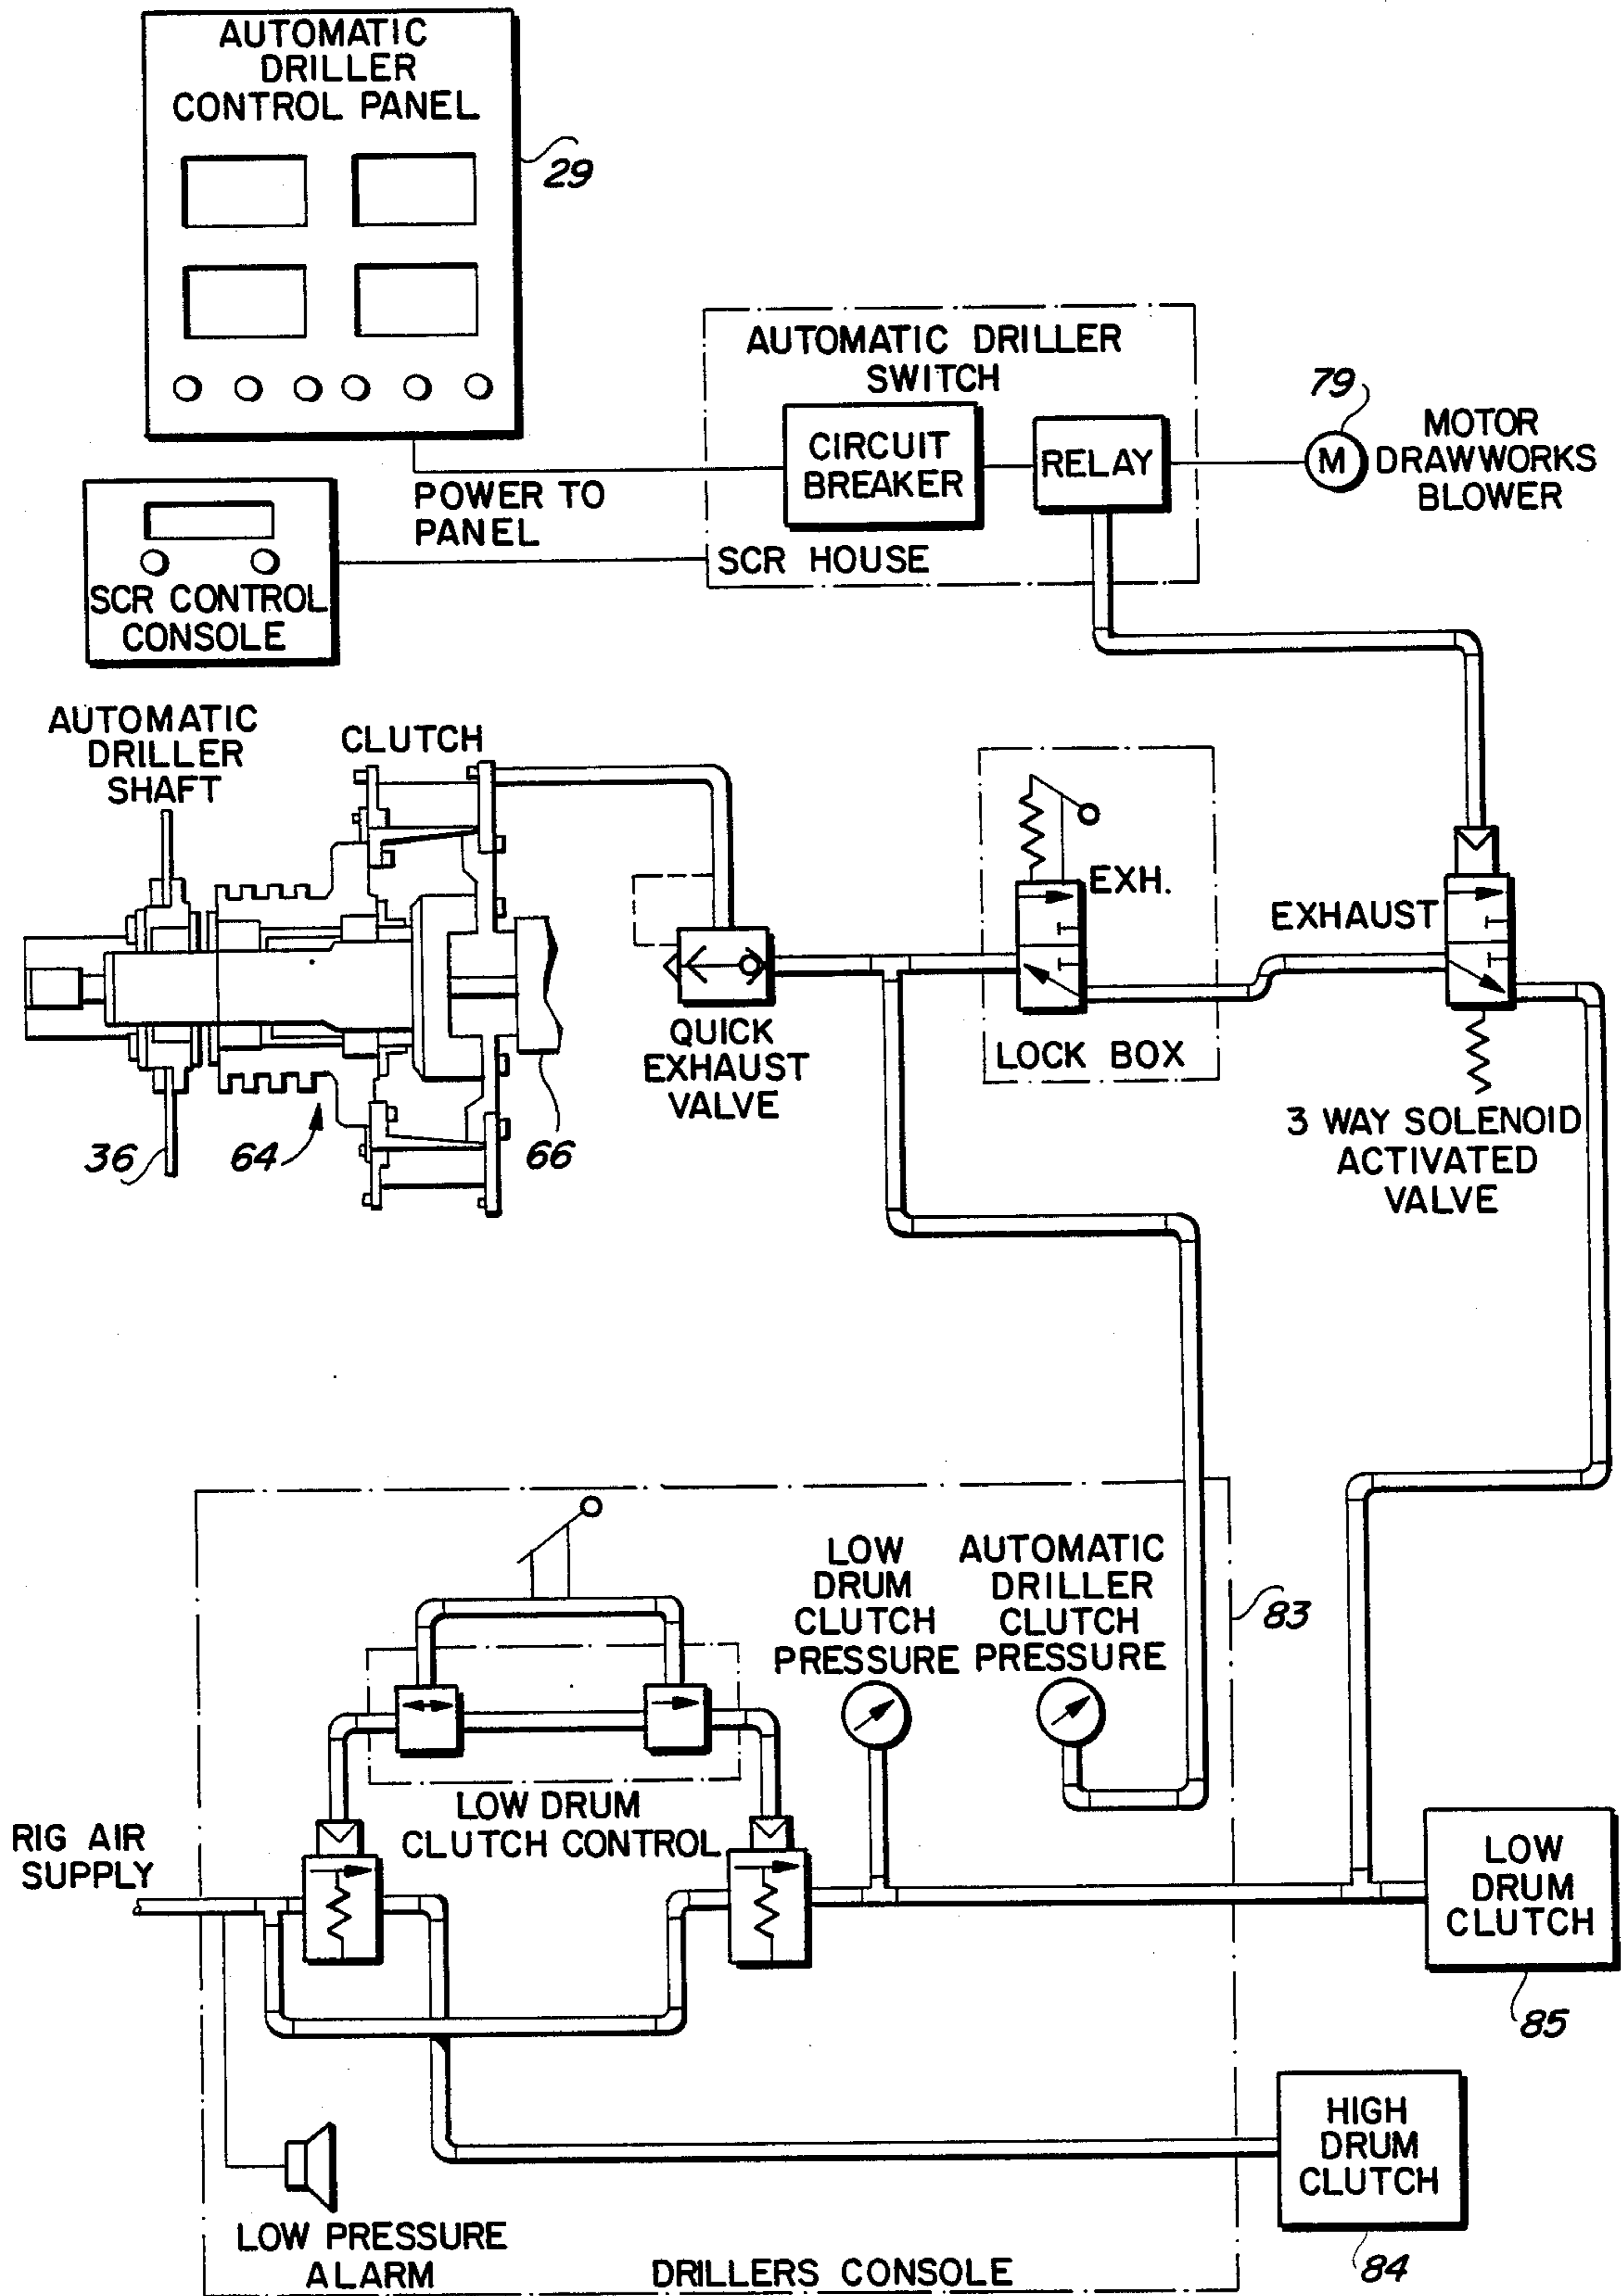 AUTOMATIC
DRILLER
CONTROL PANEL
29
AUTOMATIC DRILLER
SWITCH
CIRCUIT
BREAKER
RELAY
79
M
MOTOR
DRAWWORKS
BLOWER
POWER TO
PANEL
SCR HOUSE
SCR CONTROL
CONSOLE
AUTOMATIC
DRILLER
SHAFT
CLUTCH
EXH.
EXHAUST
LOCK BOX
QUICK
EXHAUST
VALVE
3 WAY SOLENOID
ACTIVATED
VALVE
36
64
66
LOW
DRUM
CLUTCH
PRESSURE
AUTOMATIC
DRILLER
CLUTCH
PRESSURE
83
LOW DRUM
CLUTCH CONTROL
RIG AIR
SUPPLY
LOW
DRUM
CLUTCH
85
HIGH
DRUM
CLUTCH
84
LOW PRESSURE
ALARM
DRILLERS CONSOLE